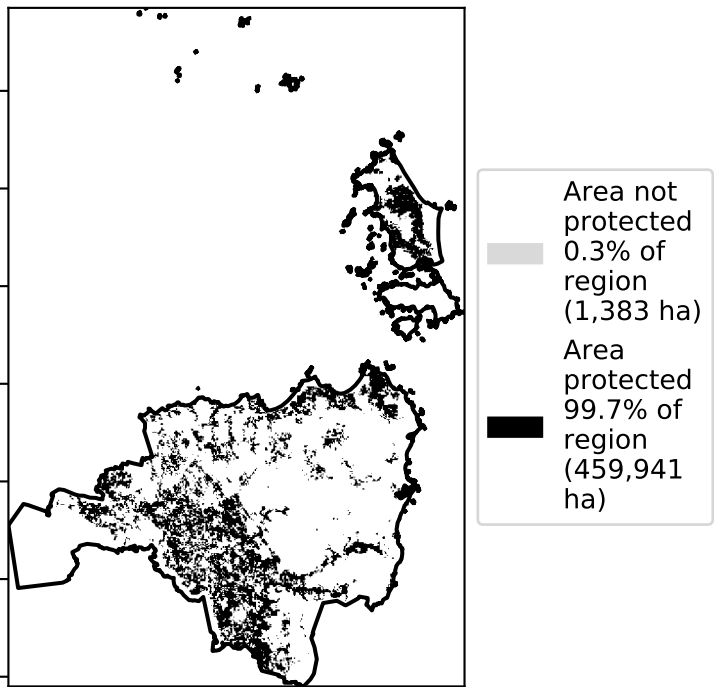 Area not
protected
0.3% of
region
(1,383 ha)
Area
protected
99.7% of
region
(459,941
ha)